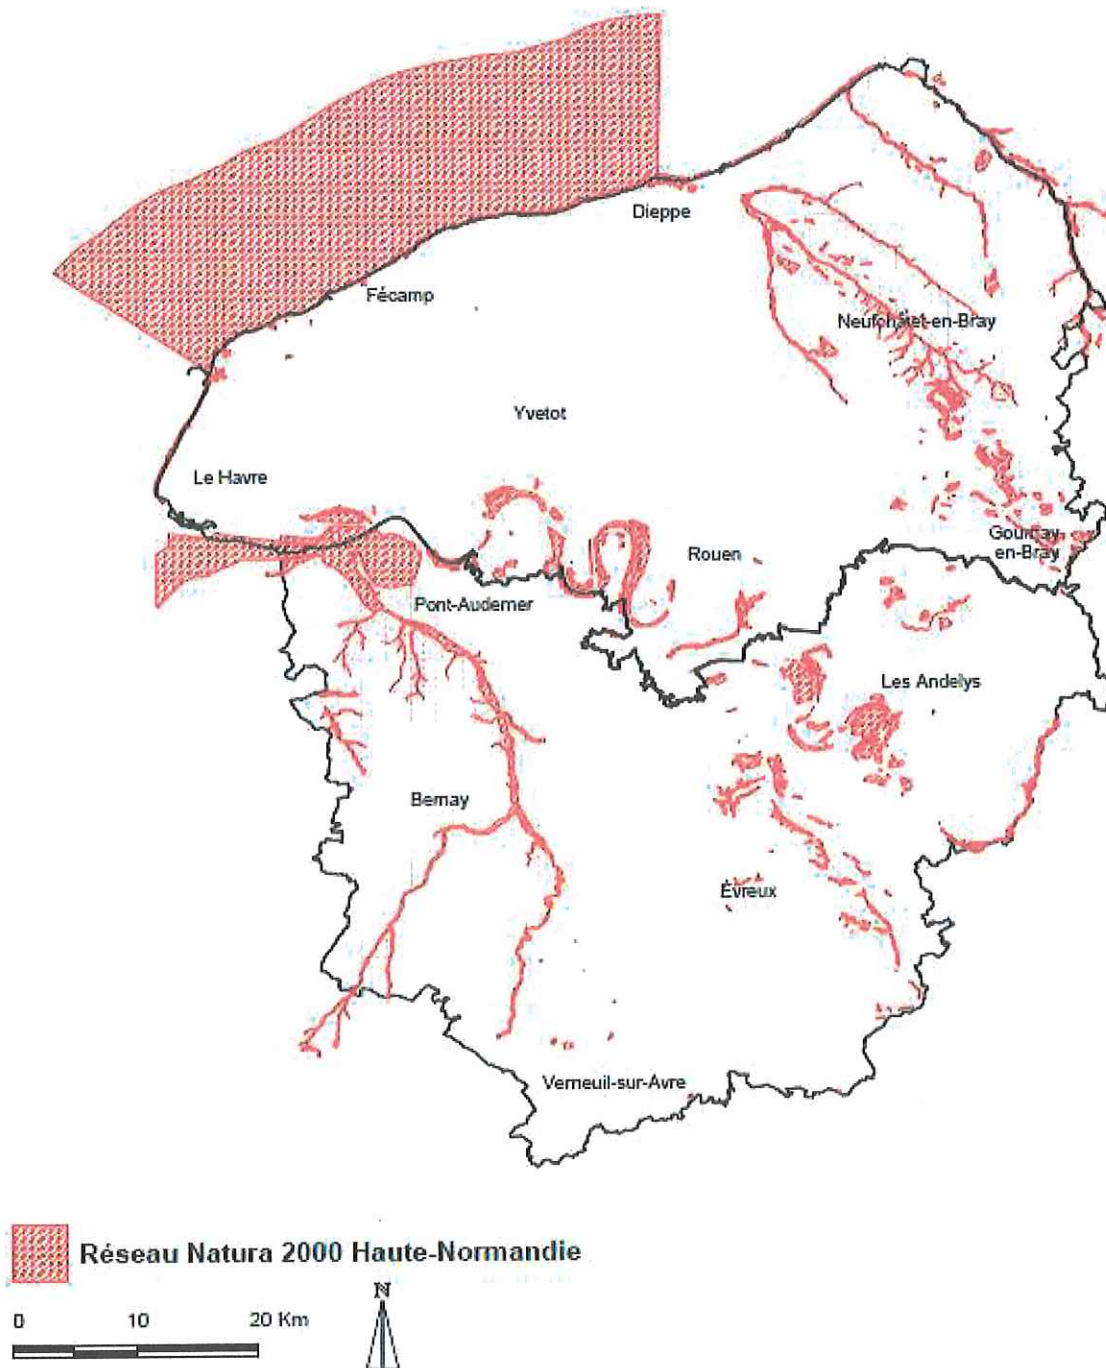 Dieppe
Fécamp
Neufchâtel-en-Bray
Yvetot
Le Havre
Rouen
Gournay
en-Bray
Pont-Audemer
Les Andelys
Bernay
Évreux
Verneuil-sur-Avre
Réseau Natura 2000 Haute-Normandie
N
0 10 20 Km